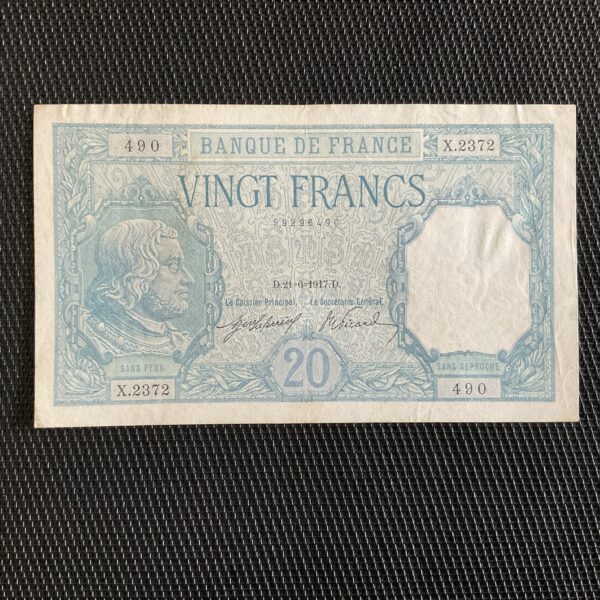 490 BANQUE DE FRANCE X.2372
VINGT FRANCS
59296490
D.21=6=1917.D.
Le Caissier Principal, Le Secrétaire Général,
SANS PEUR 20 SANS REPROCHE
X.2372 490